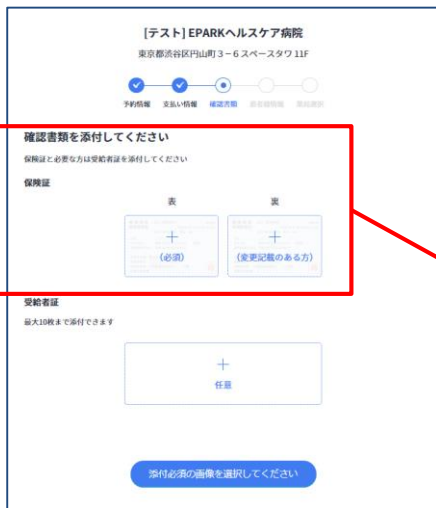 [テスト] EPARKヘルスケア病院
東京都渋谷区円山町3-6スペースタワ11F
予約情報 支払い情報 確認書類
確認書類を添付してください
保険証と必要な方は受給者証を添付してください
保険証
表 裏
(必須) (変更記載のある方)
受給者証
最大10枚まで添付できます
任意
添付必須の画像を選択してください